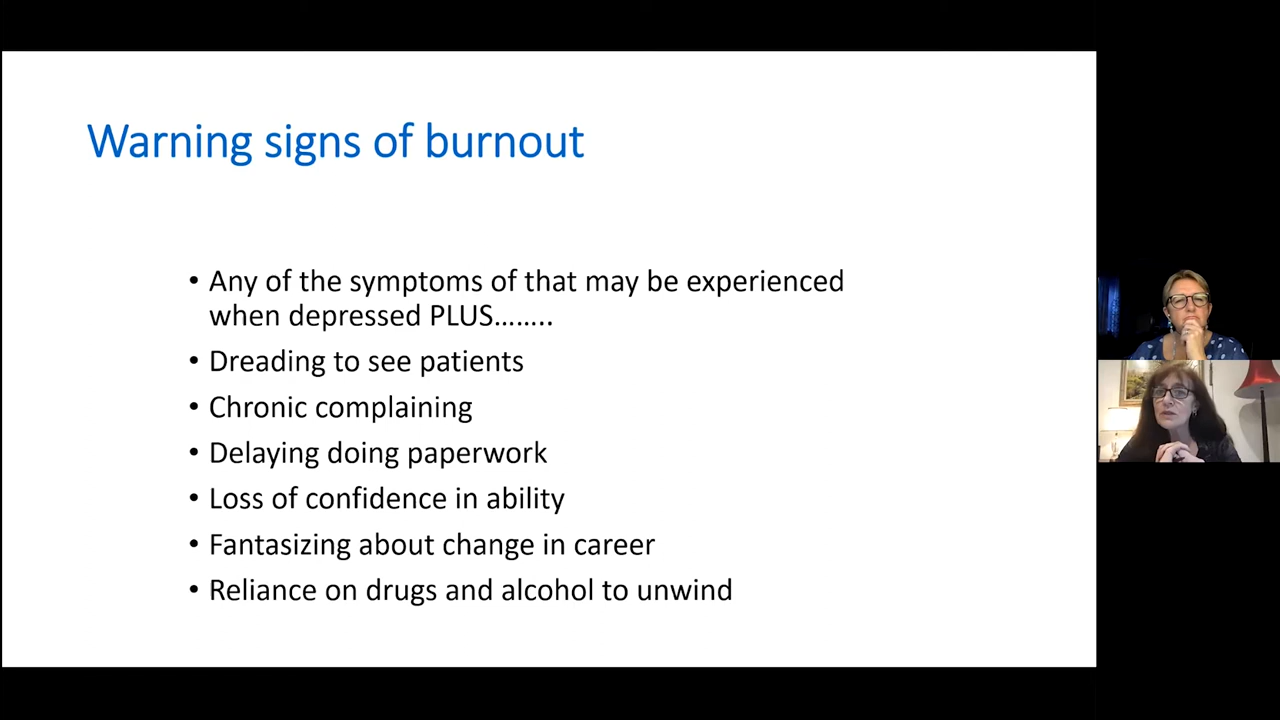 Warning signs of burnout
• Any of the symptoms of that may be experienced
when depressed PLUS……..
• Dreading to see patients
• Chronic complaining
• Delaying doing paperwork
• Loss of confidence in ability
• Fantasizing about change in career
• Reliance on drugs and alcohol to unwind